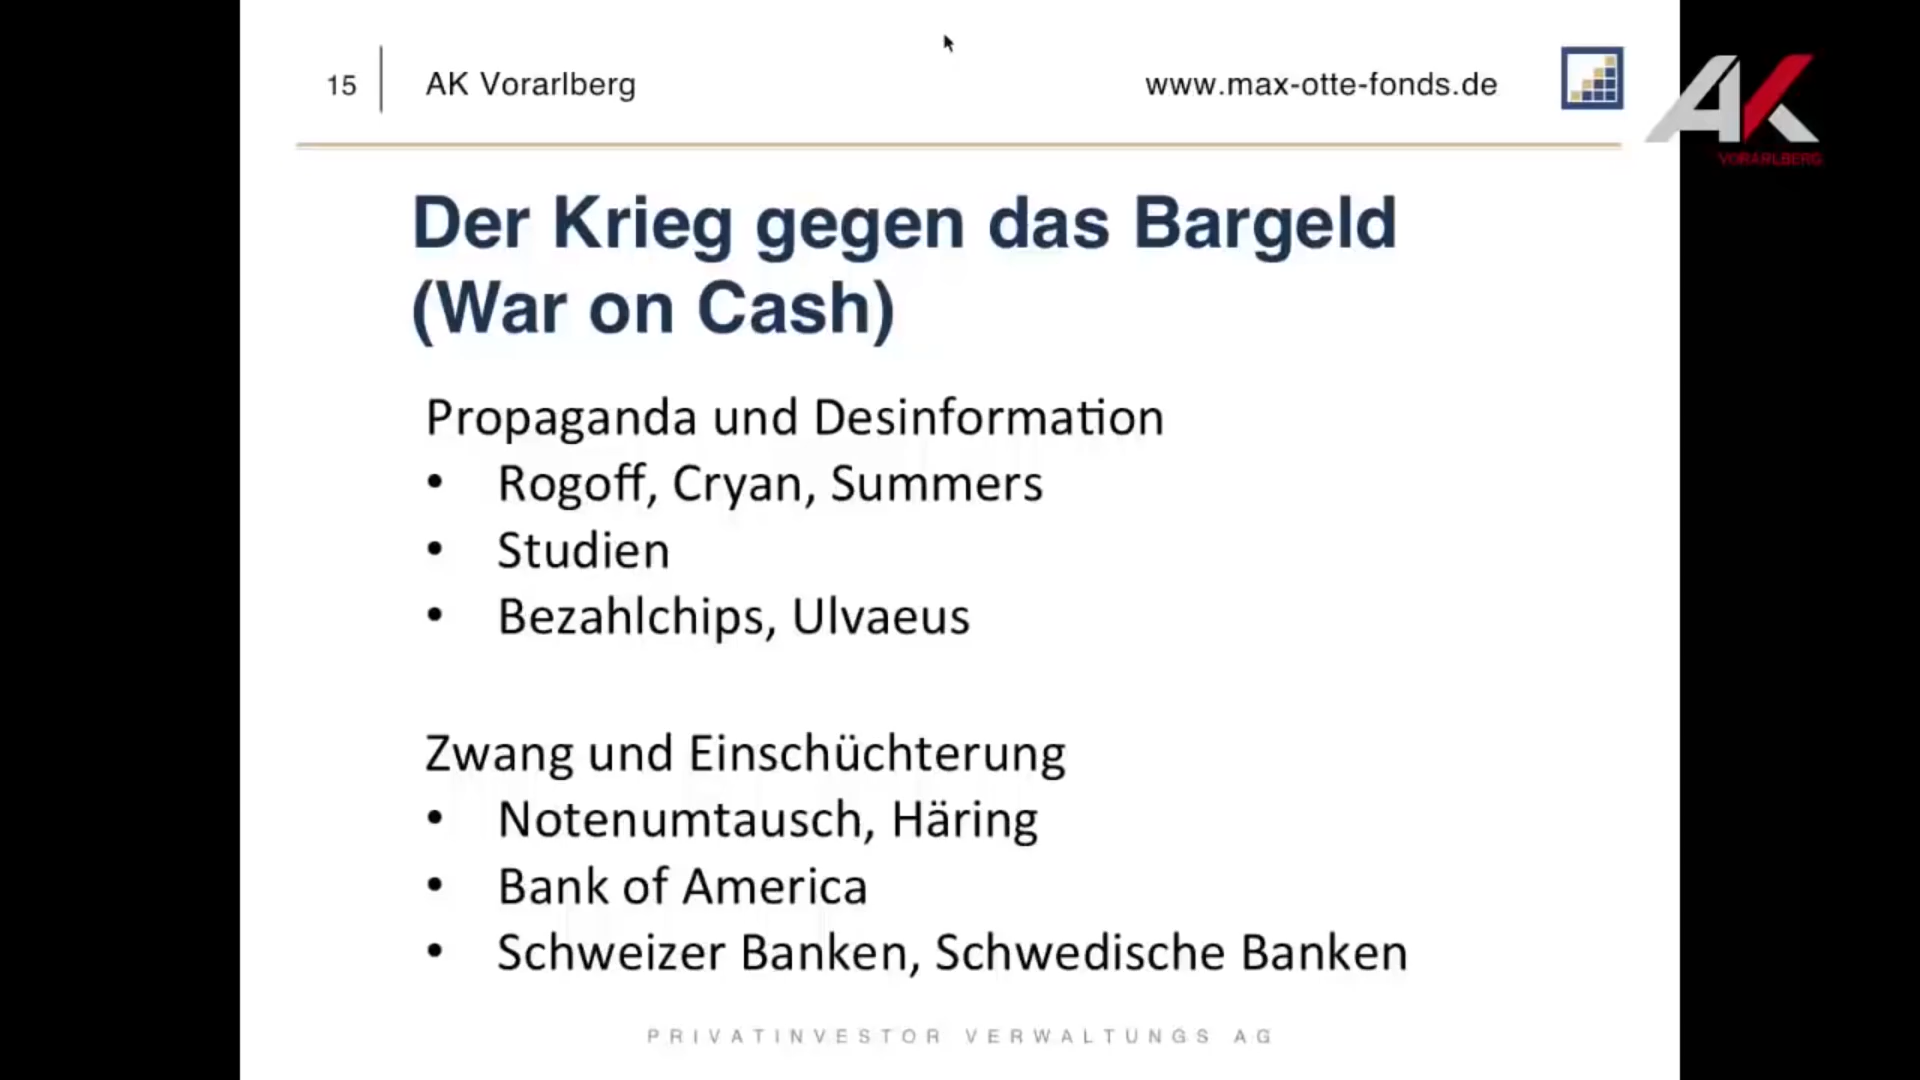 15 AK Vorarlberg www.max-otte-fonds.de
AK
VORARLBERG
Der Krieg gegen das Bargeld
(War on Cash)
Propaganda und Desinformation
• Rogoff, Cryan, Summers
• Studien
• Bezahlchips, Ulvaeus
Zwang und Einschüchterung
• Notenumtausch, Häring
• Bank of America
• Schweizer Banken, Schwedische Banken
PRIVATINVESTOR VERWALTUNGS AG